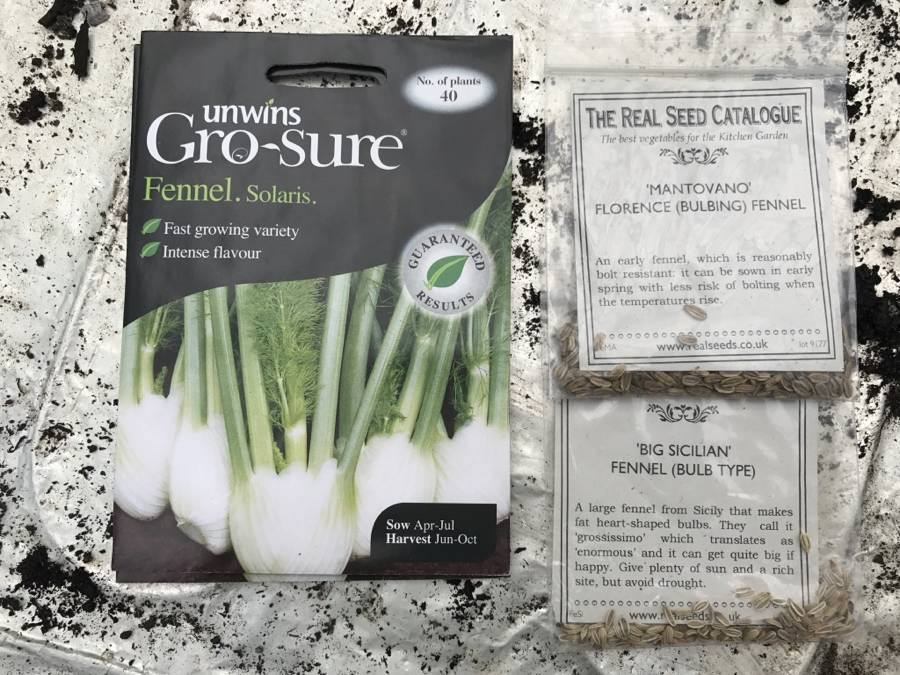 No. of plants
40
unwins
Gro-sure®
Fennel. Solaris.
Fast growing variety
Intense flavour
GUARANTEED
RESULTS
Sow Apr-Jul
Harvest Jun-Oct
THE REAL SEED CATALOGUE
The best vegetables for the Kitchen Garden
'MANTOVANO'
FLORENCE (BULBING) FENNEL
An early fennel, which is reasonably
bolt resistant: it can be sown in early
spring with less risk of bolting when
the temperatures rise.
www.realseeds.co.uk
'BIG SICILIAN'
FENNEL (BULB TYPE)
A large fennel from Sicily that makes
fat heart-shaped bulbs. They call it
'grossissimo' which translates as
'enormous' and it can get quite big if
happy. Give plenty of sun and a rich
site, but avoid drought.
FeSi